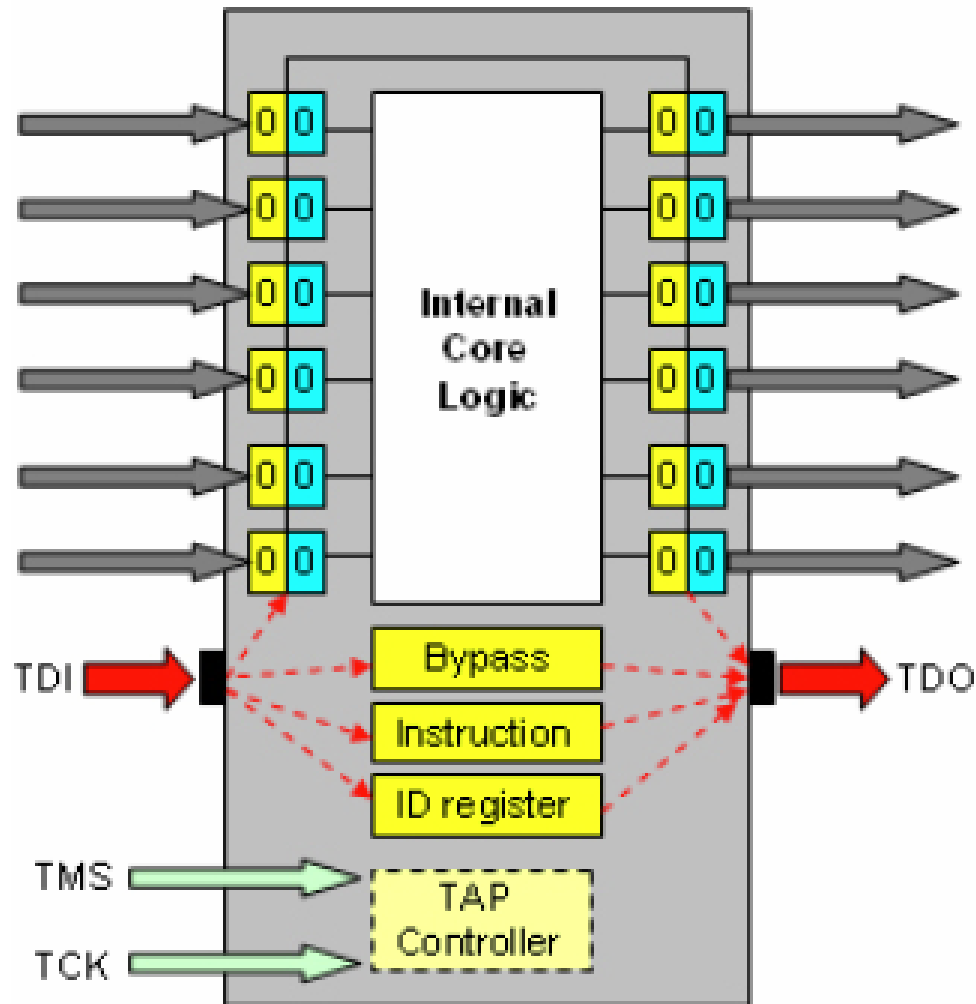 0 0 0 0
0 0 0 0
0 0 0 0
0 0 0 0
0 0 0 0
0 0 0 0
Internal
Core
Logic
TDI
Bypass
TDO
Instruction
ID register
TMS
TAP
Controller
TCK